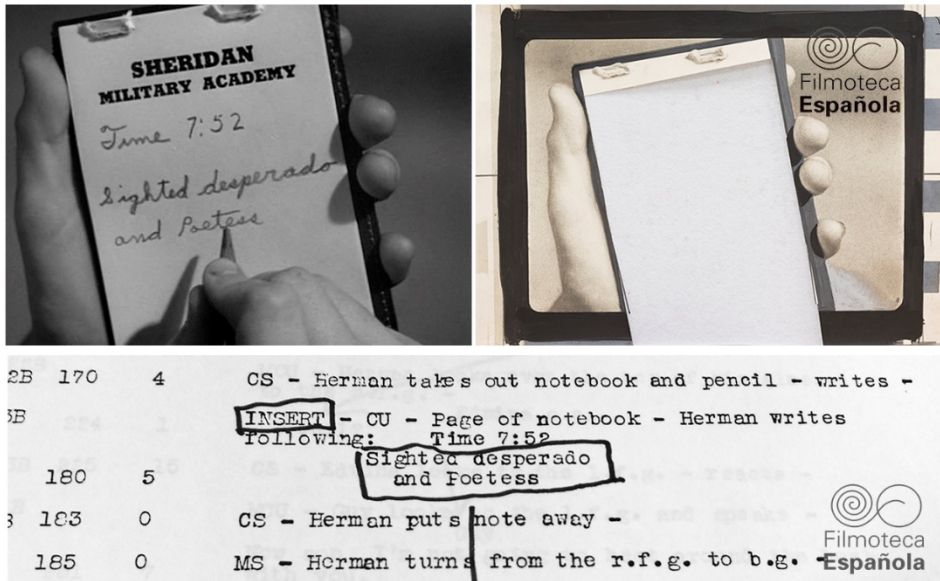 SHERIDAN
MILITARY ACADEMY
Time 7:52
Sighted desperado
and Poetess
Filmoteca
Española
2B 170 4 CS - Herman takes out notebook and pencil - writes -
INSERT - CU - Page of notebook - Herman writes
following: Time 7:52
Sighted desperado
180 5 and Poetess
183 0 CS - Herman puts note away -
185 0 MS - Herman turns from the r.f.g. to b.g. -
Filmoteca
Española